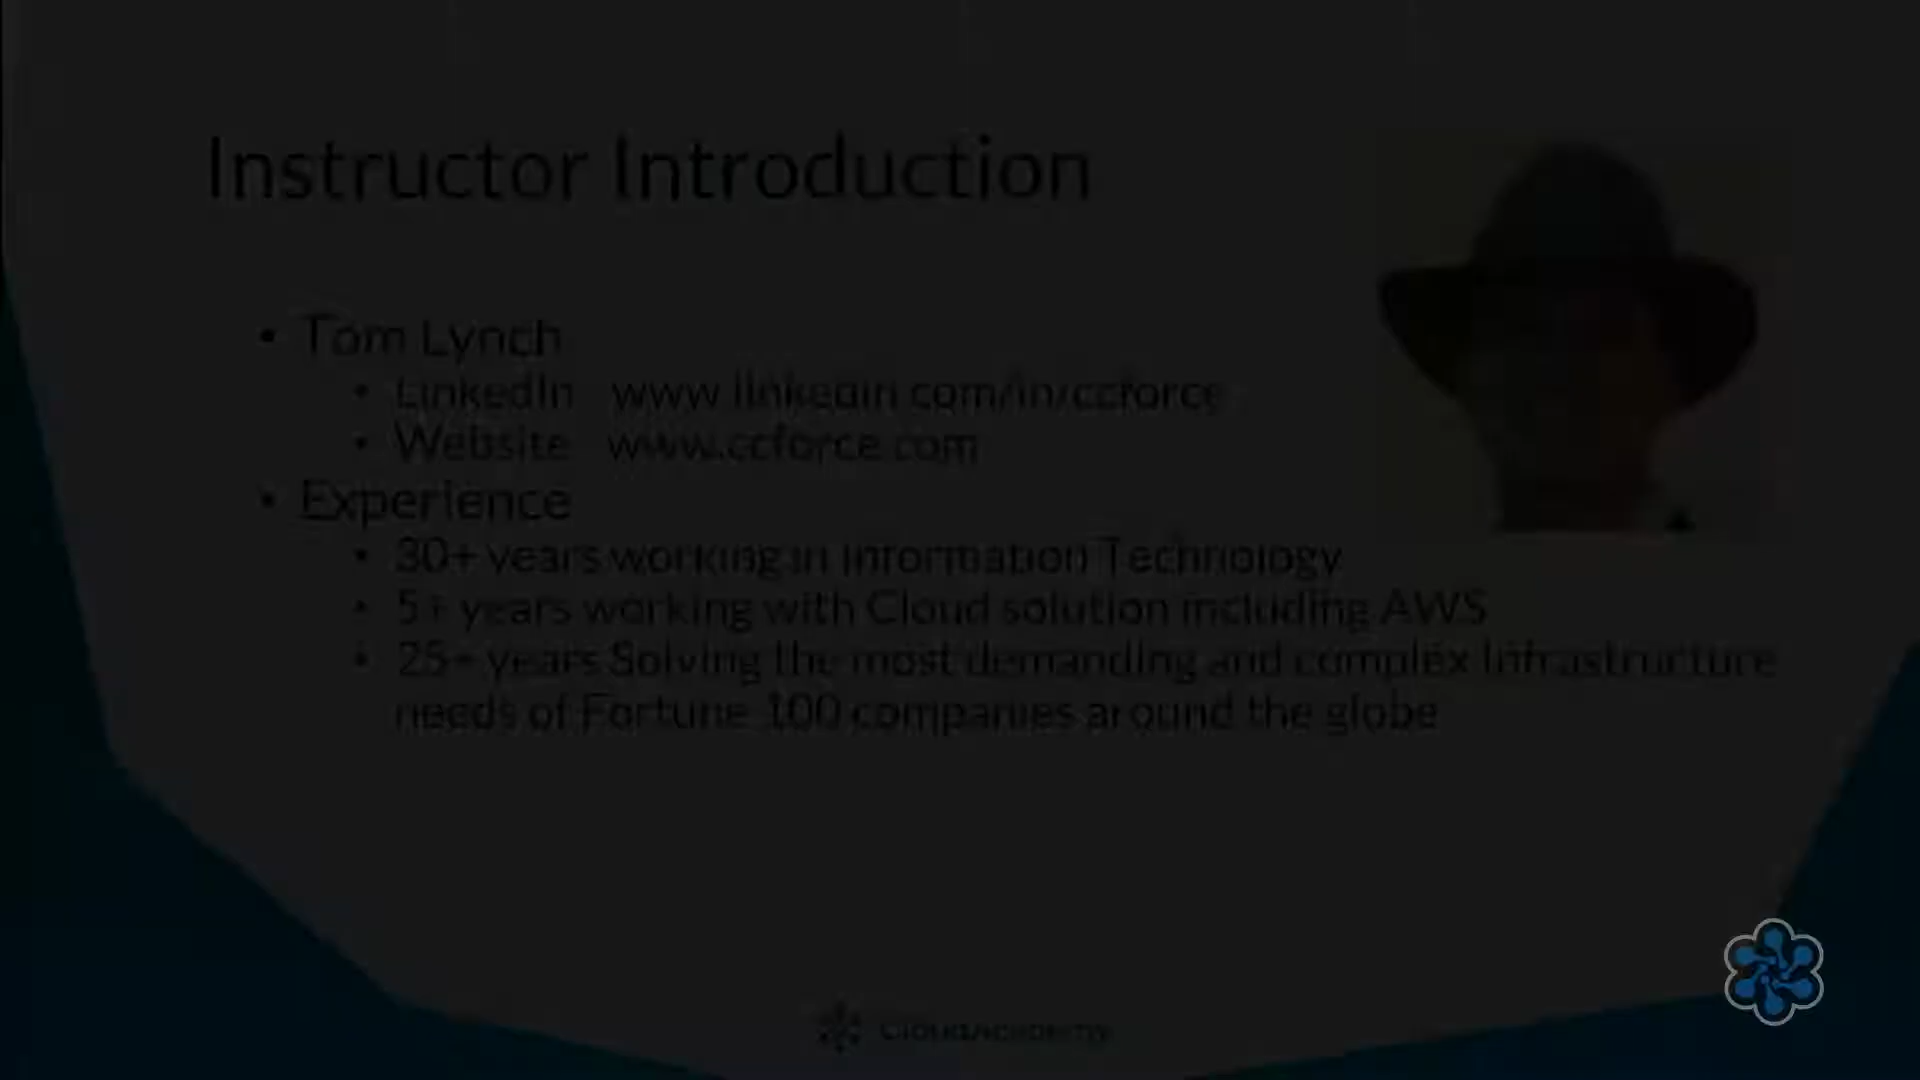 Instructor Introduction
• Tom Lynch
• LinkedIn www.linkedin.com/in/ccforce
• Website www.ccforce.com
• Experience
• 30+ years working in Information Technology
• 5+ years working with Cloud solution including AWS
• 25+ years Solving the most demanding and complex Infrastructure
needs of Fortune 100 companies around the globe
CloudAcademy